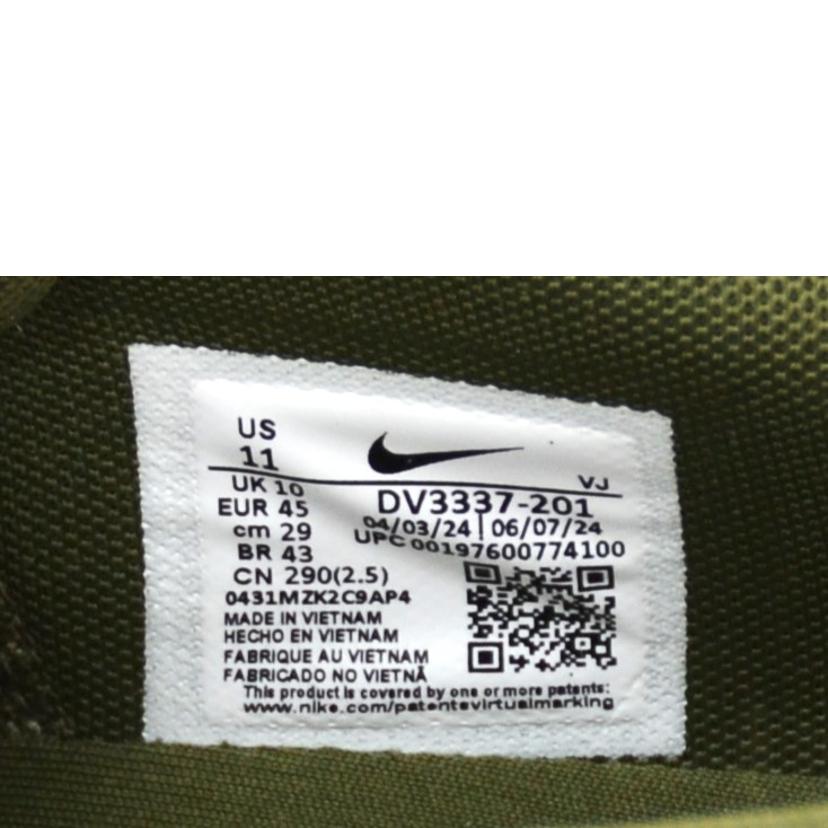 US
11
VJ
UK 10
DV3337-201
EUR 45
04/03/24 | 06/07/24
cm 29
UPC 00197600774100
BR 43
CN 290(2.5)
0431MZK2C9AP4
MADE IN VIETNAM
HECHO EN VIETNAM
FABRIQUE AU VIETNAM
FABRICADO NO VIETNÃ
This product is covered by one or more patents:
www.nike.com/patentsvirtualmarking